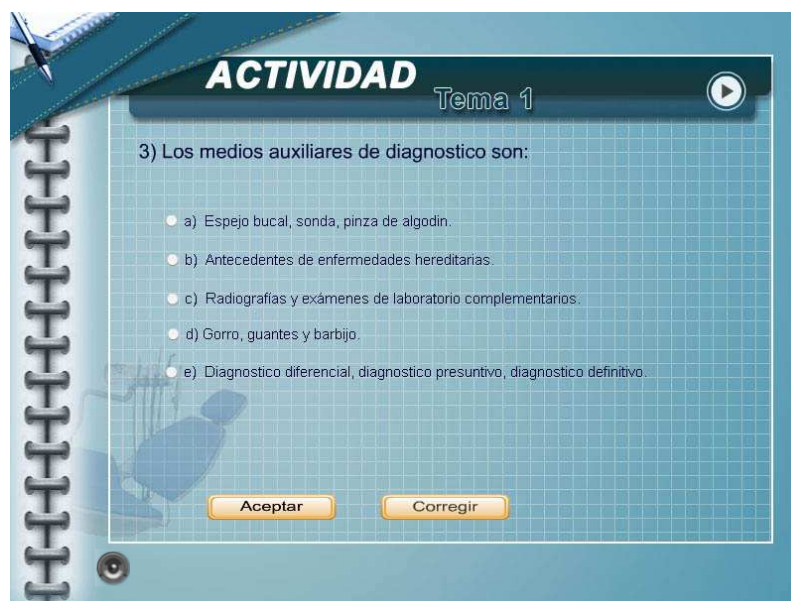 ACTIVIDAD
Tema 1
3) Los medios auxiliares de diagnostico son:
a) Espejo bucal, sonda, pinza de algodin.
b) Antecedentes de enfermedades hereditarias.
c) Radiografías y exámenes de laboratorio complementarios.
d) Gorro, guantes y barbijo.
e) Diagnostico diferencial, diagnostico presuntivo, diagnostico definitivo.
Aceptar
Corregir